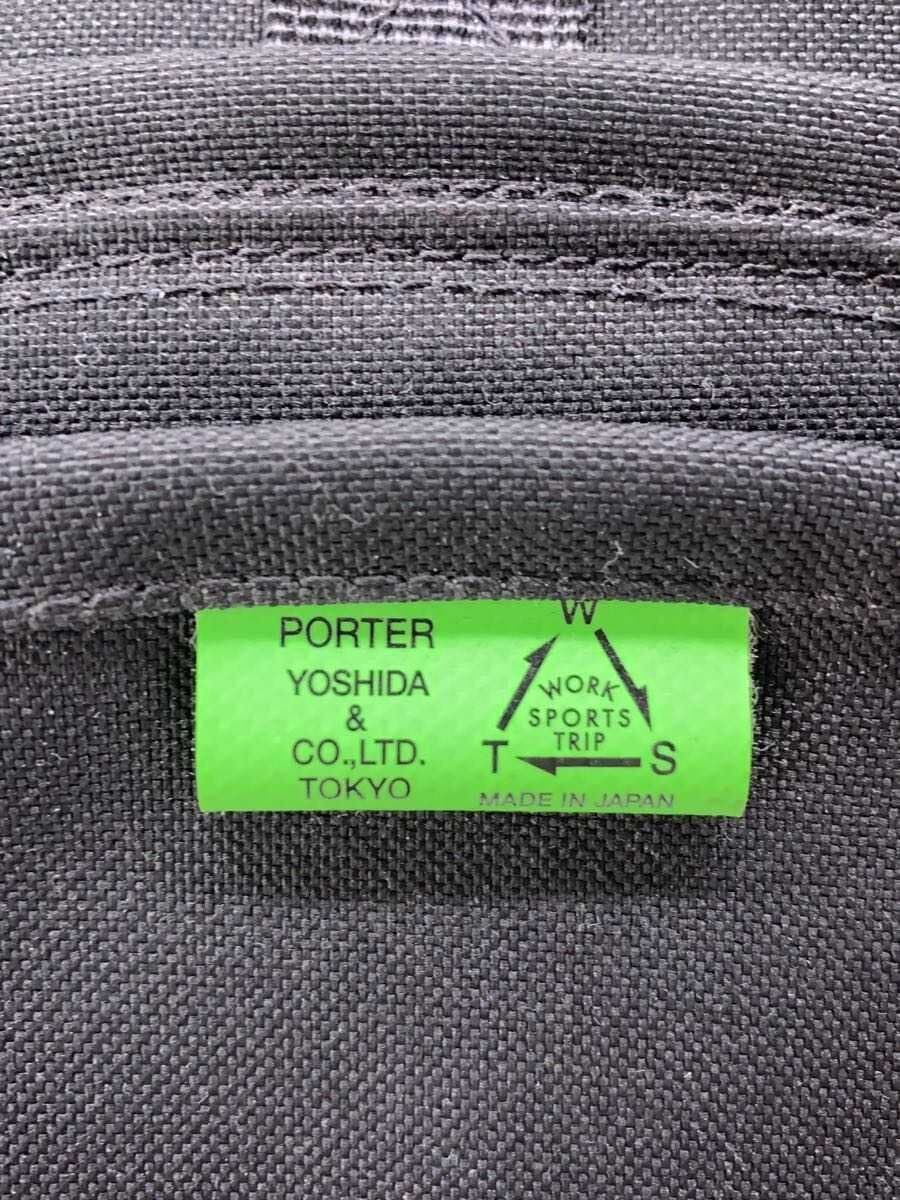 PORTER
YOSHIDA
&
CO.,LTD.
TOKYO
W
WORK
SPORTS
TRIP
T S
MADE IN JAPAN